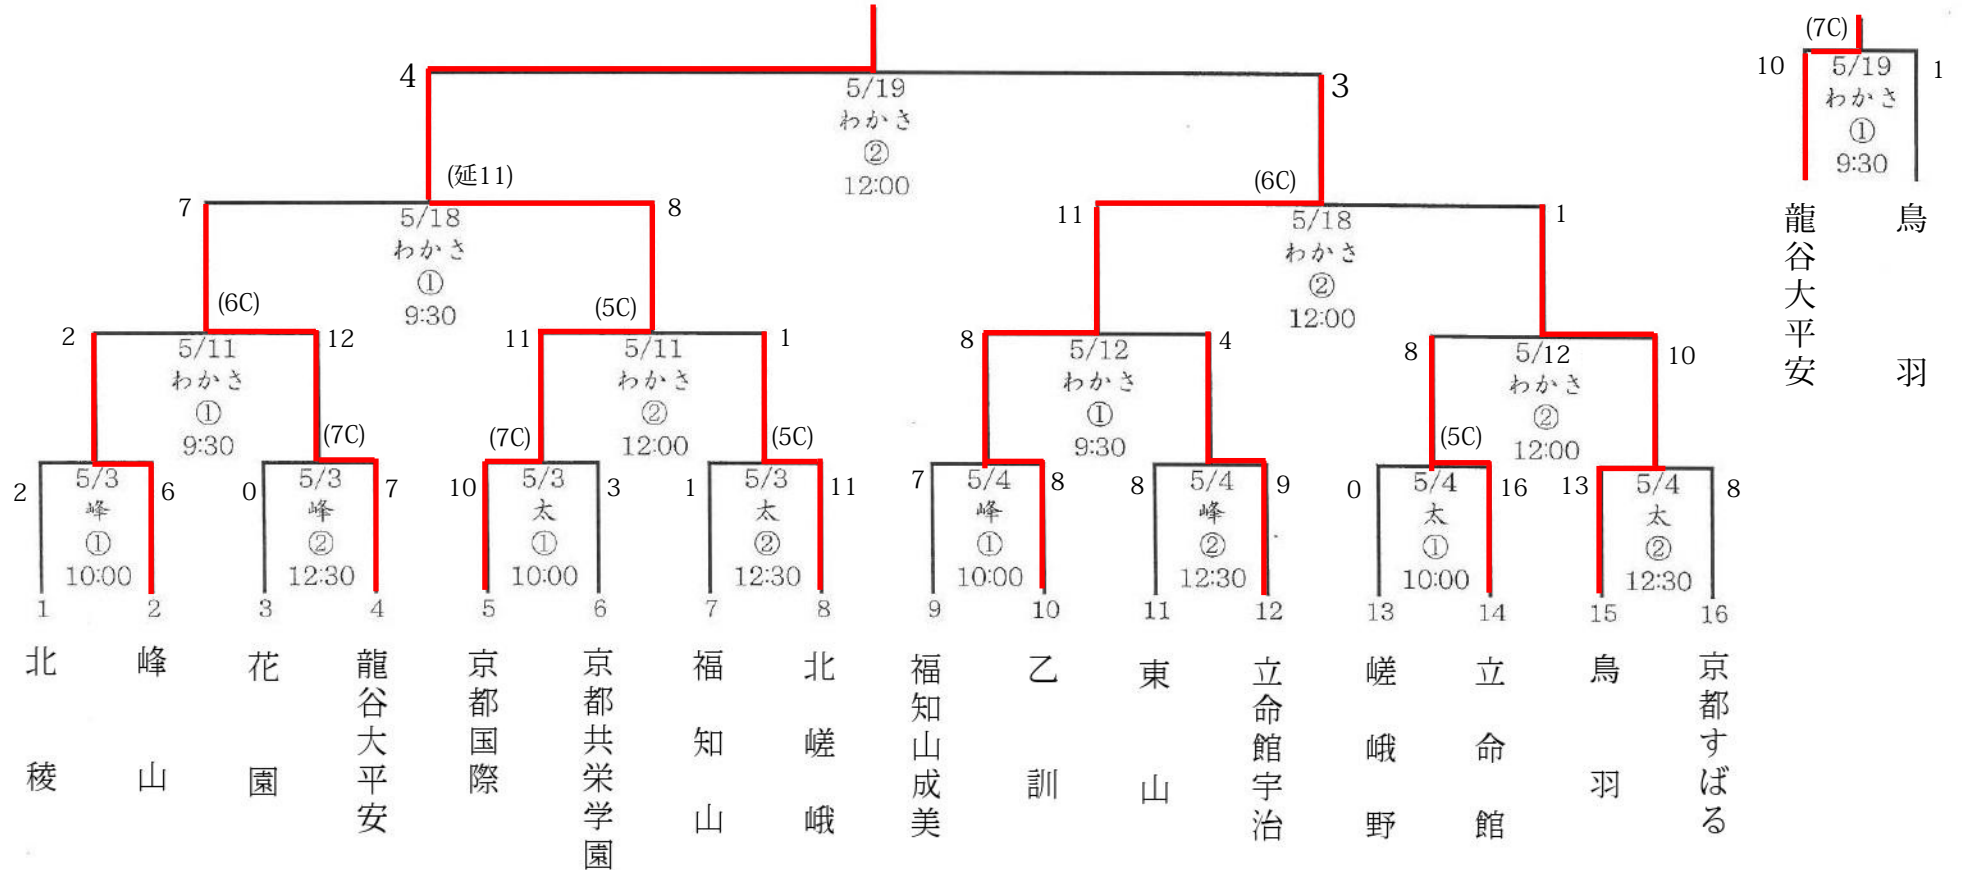 4
5/19
わかさ
②
12:00
3
(7C)
10
5/19
わかさ
①
9:30
1
龍谷大平安
鳥羽
7
(延11)
5/18
わかさ
①
9:30
8
11
(6C)
5/18
わかさ
②
12:00
1
2
(6C)
5/11
わかさ
①
9:30
12
11
(5C)
5/11
わかさ
②
12:00
1
8
5/12
わかさ
①
9:30
4
8
5/12
わかさ
②
12:00
10
2
5/3
峰
①
10:00
6
0
(7C)
5/3
峰
②
12:30
7
10
(7C)
5/3
太
①
10:00
3
1
(5C)
5/3
太
②
12:30
11
7
5/4
峰
①
10:00
8
8
5/4
峰
②
12:30
9
0
(5C)
5/4
太
①
10:00
16
13
5/4
太
②
12:30
8
1
北稜
2
峰山
3
花園
4
龍谷大平安
5
京都国際
6
京都共栄学園
7
福知山
8
北嵯峨
9
福知山成美
10
乙訓
11
東山
12
立命館宇治
13
嵯峨野
14
立命館
15
鳥羽
16
京都すばる